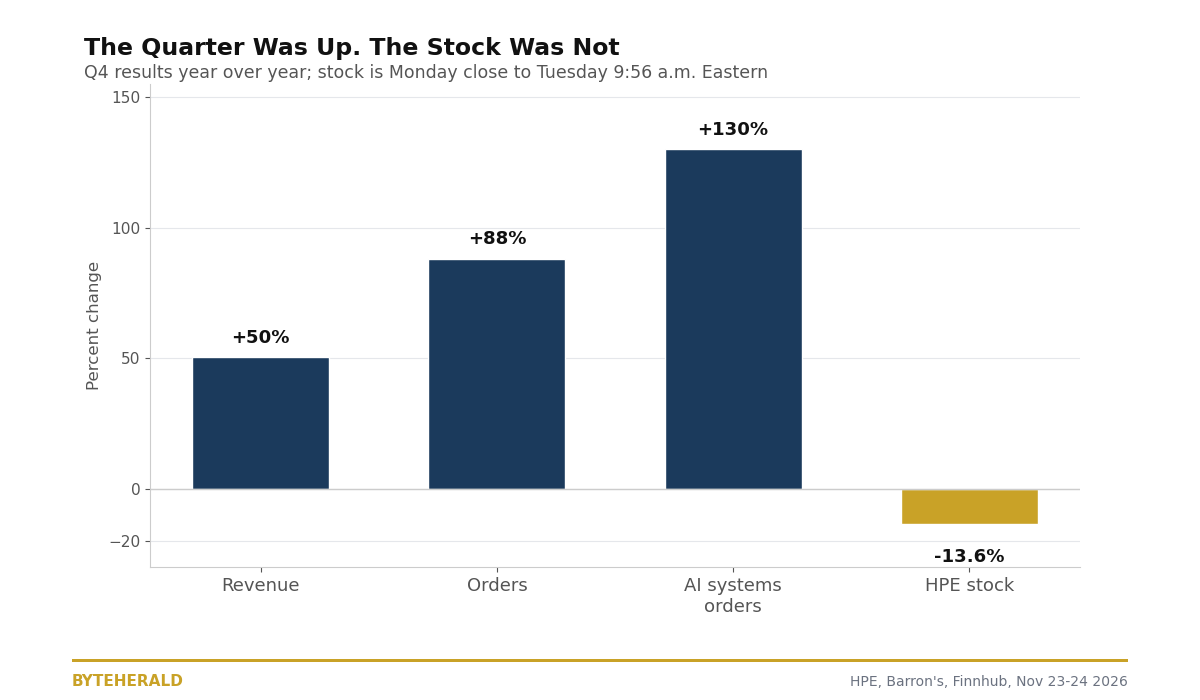 The Quarter Was Up. The Stock Was Not
Q4 results year over year; stock is Monday close to Tuesday 9:56 a.m. Eastern
Percent change
150
100
50
0
−20
+50%
+88%
+130%
-13.6%
Revenue
Orders
AI systems
orders
HPE stock
BYTEHERALD
HPE, Barron's, Finnhub, Nov 23-24 2026